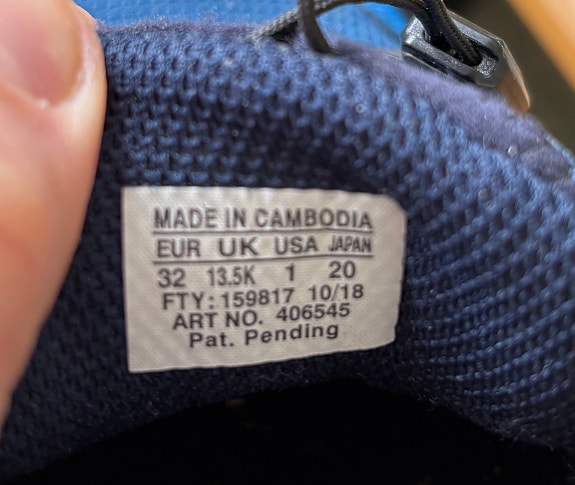 MADE IN CAMBODIA
EUR UK USA JAPAN
32 13.5K 1 20
FTY: 159817 10/18
ART NO. 406545
Pat. Pending